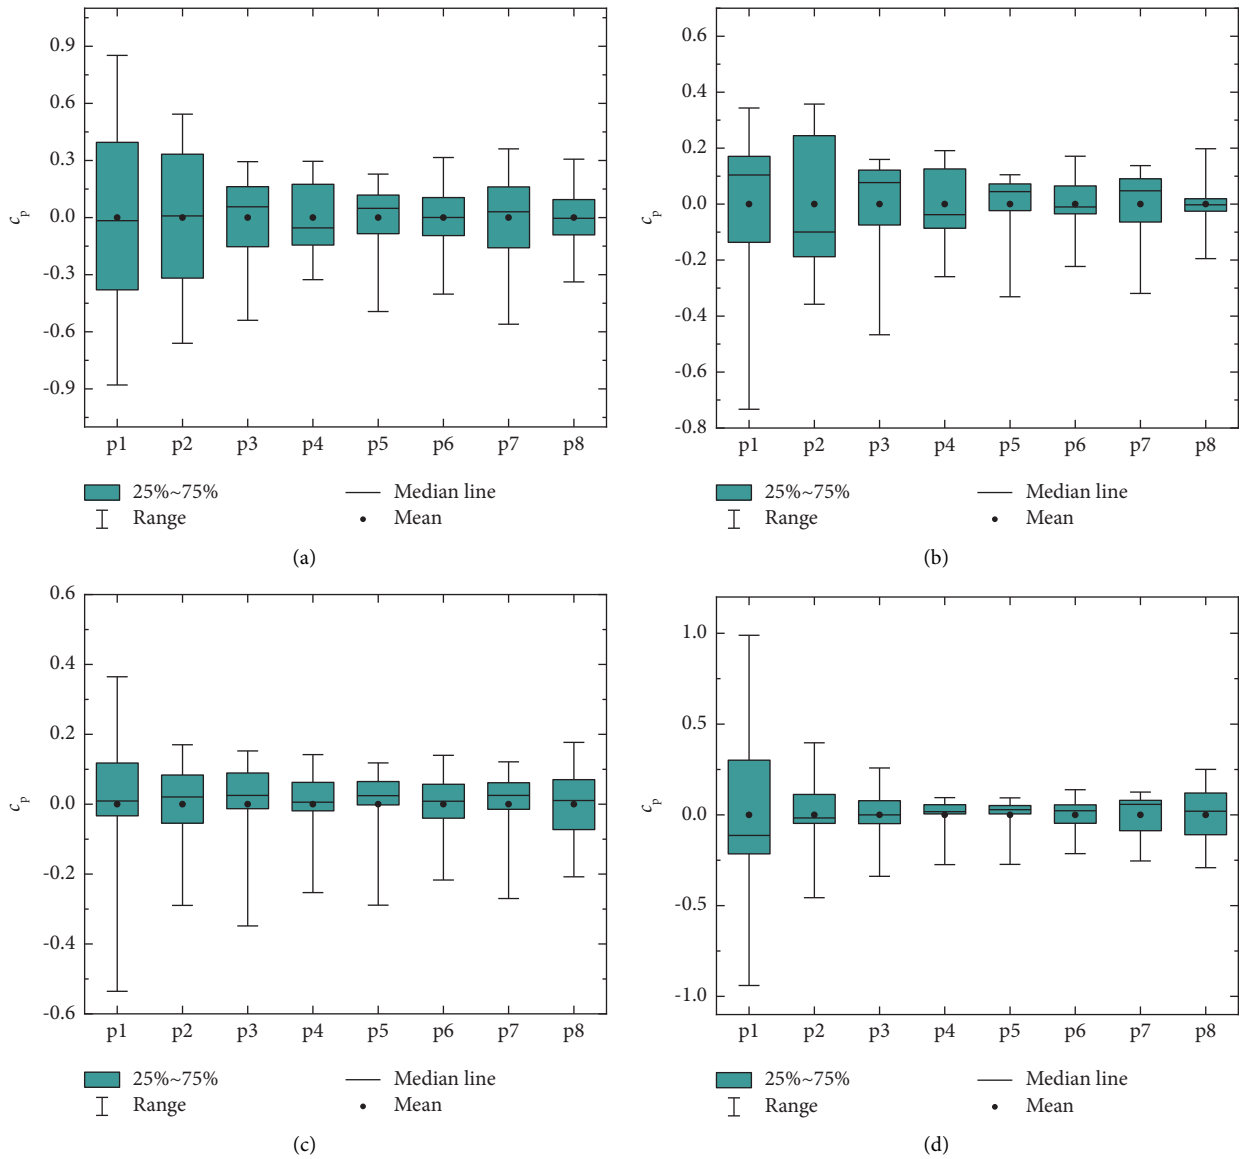 0.9
0.6
0.3
0.0
-0.3
-0.6
-0.9
c_p
p1 p2 p3 p4 p5 p6 p7 p8
25%~75% Median line
Range Mean
(a)
0.6
0.4
0.2
0.0
-0.2
-0.4
-0.6
-0.8
c_p
p1 p2 p3 p4 p5 p6 p7 p8
25%~75% Median line
Range Mean
(b)
0.6
0.4
0.2
0.0
-0.2
-0.4
-0.6
c_p
p1 p2 p3 p4 p5 p6 p7 p8
25%~75% Median line
Range Mean
(c)
1.0
0.5
0.0
-0.5
-1.0
c_p
p1 p2 p3 p4 p5 p6 p7 p8
25%~75% Median line
Range Mean
(d)